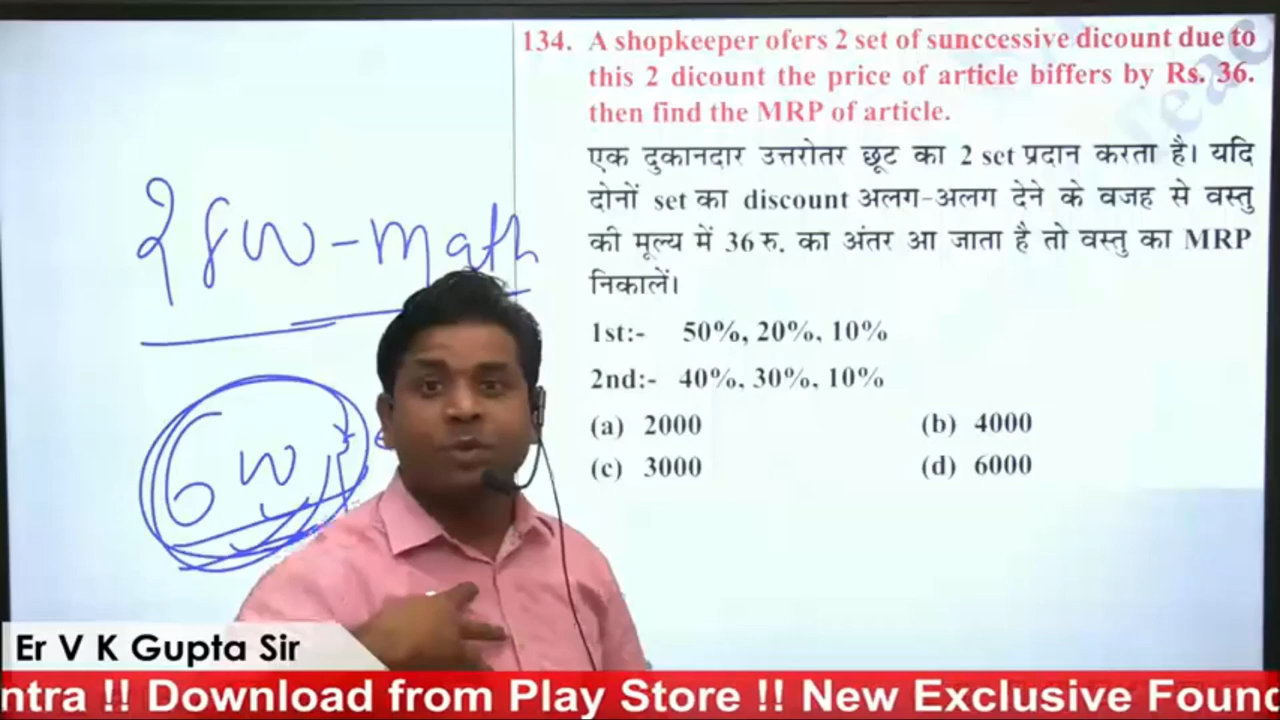 134. A shopkeeper ofers 2 set of sunccessive dicount due to
this 2 dicount the price of article biffers by Rs. 36.
then find the MRP of article.
एक दुकानदार उत्तरोतर छूट का 2 set प्रदान करता है। यदि
दोनों set का discount अलग-अलग देने के वजह से वस्तु
की मूल्य में 36 रु. का अंतर आ जाता है तो वस्तु का MRP
निकालें।
1st:- 50%, 20%, 10%
2nd:- 40%, 30%, 10%
(a) 2000 (b) 4000
(c) 3000 (d) 6000
math
6
Er V K Gupta Sir
ntra !! Download from Play Store !! New Exclusive Found